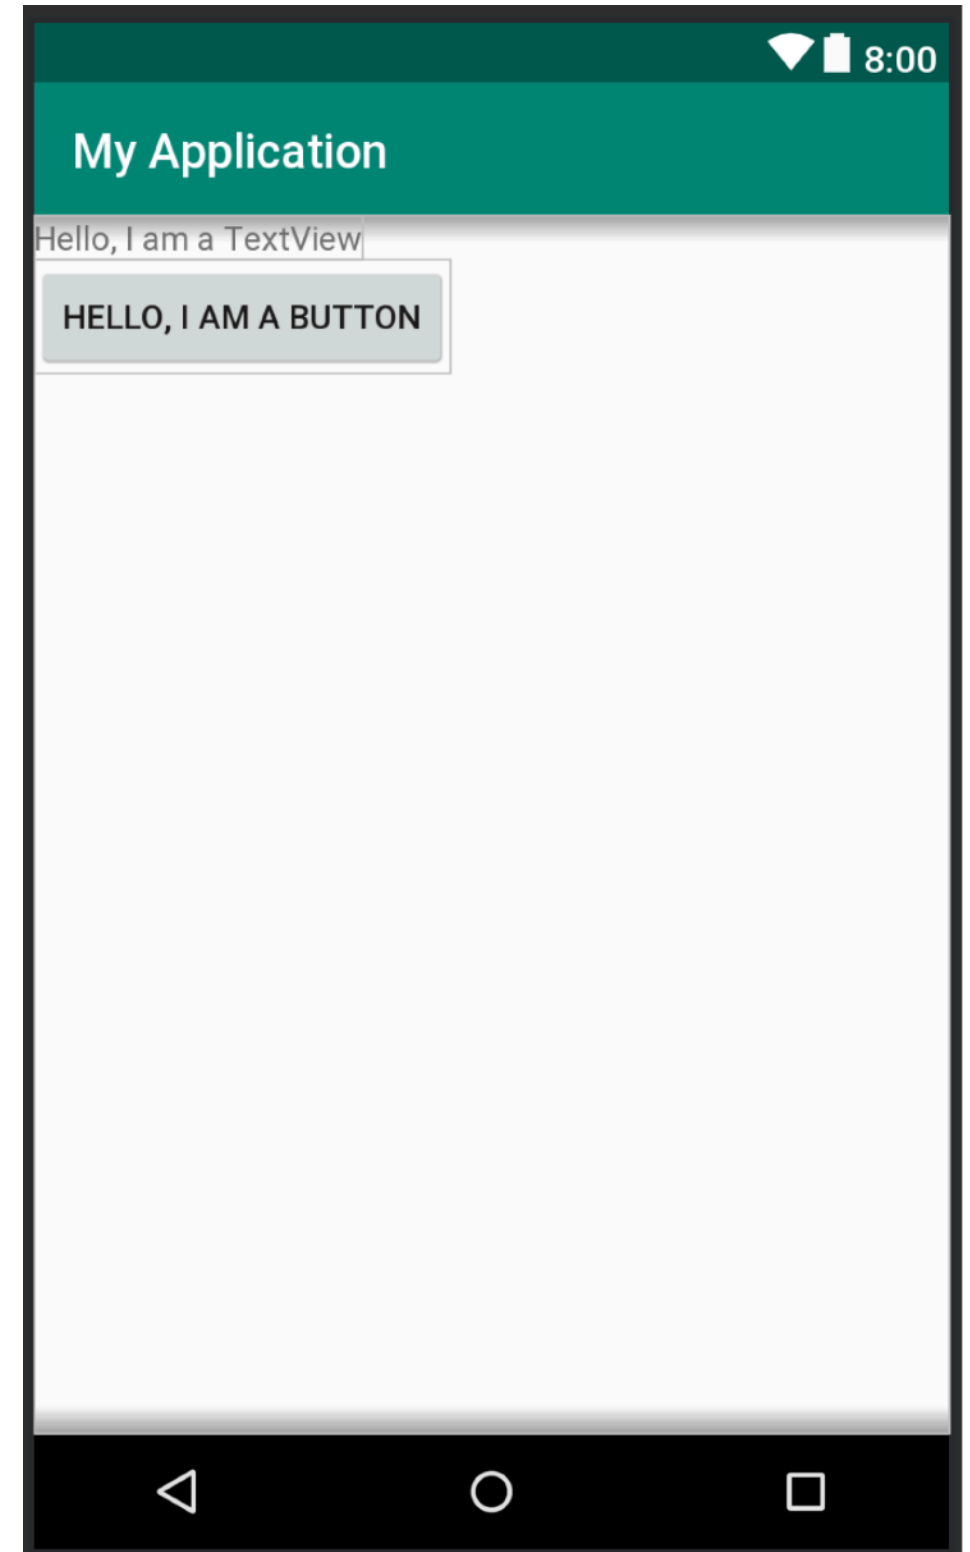 8:00
My Application
Hello, I am a TextView
HELLO, I AM A BUTTON